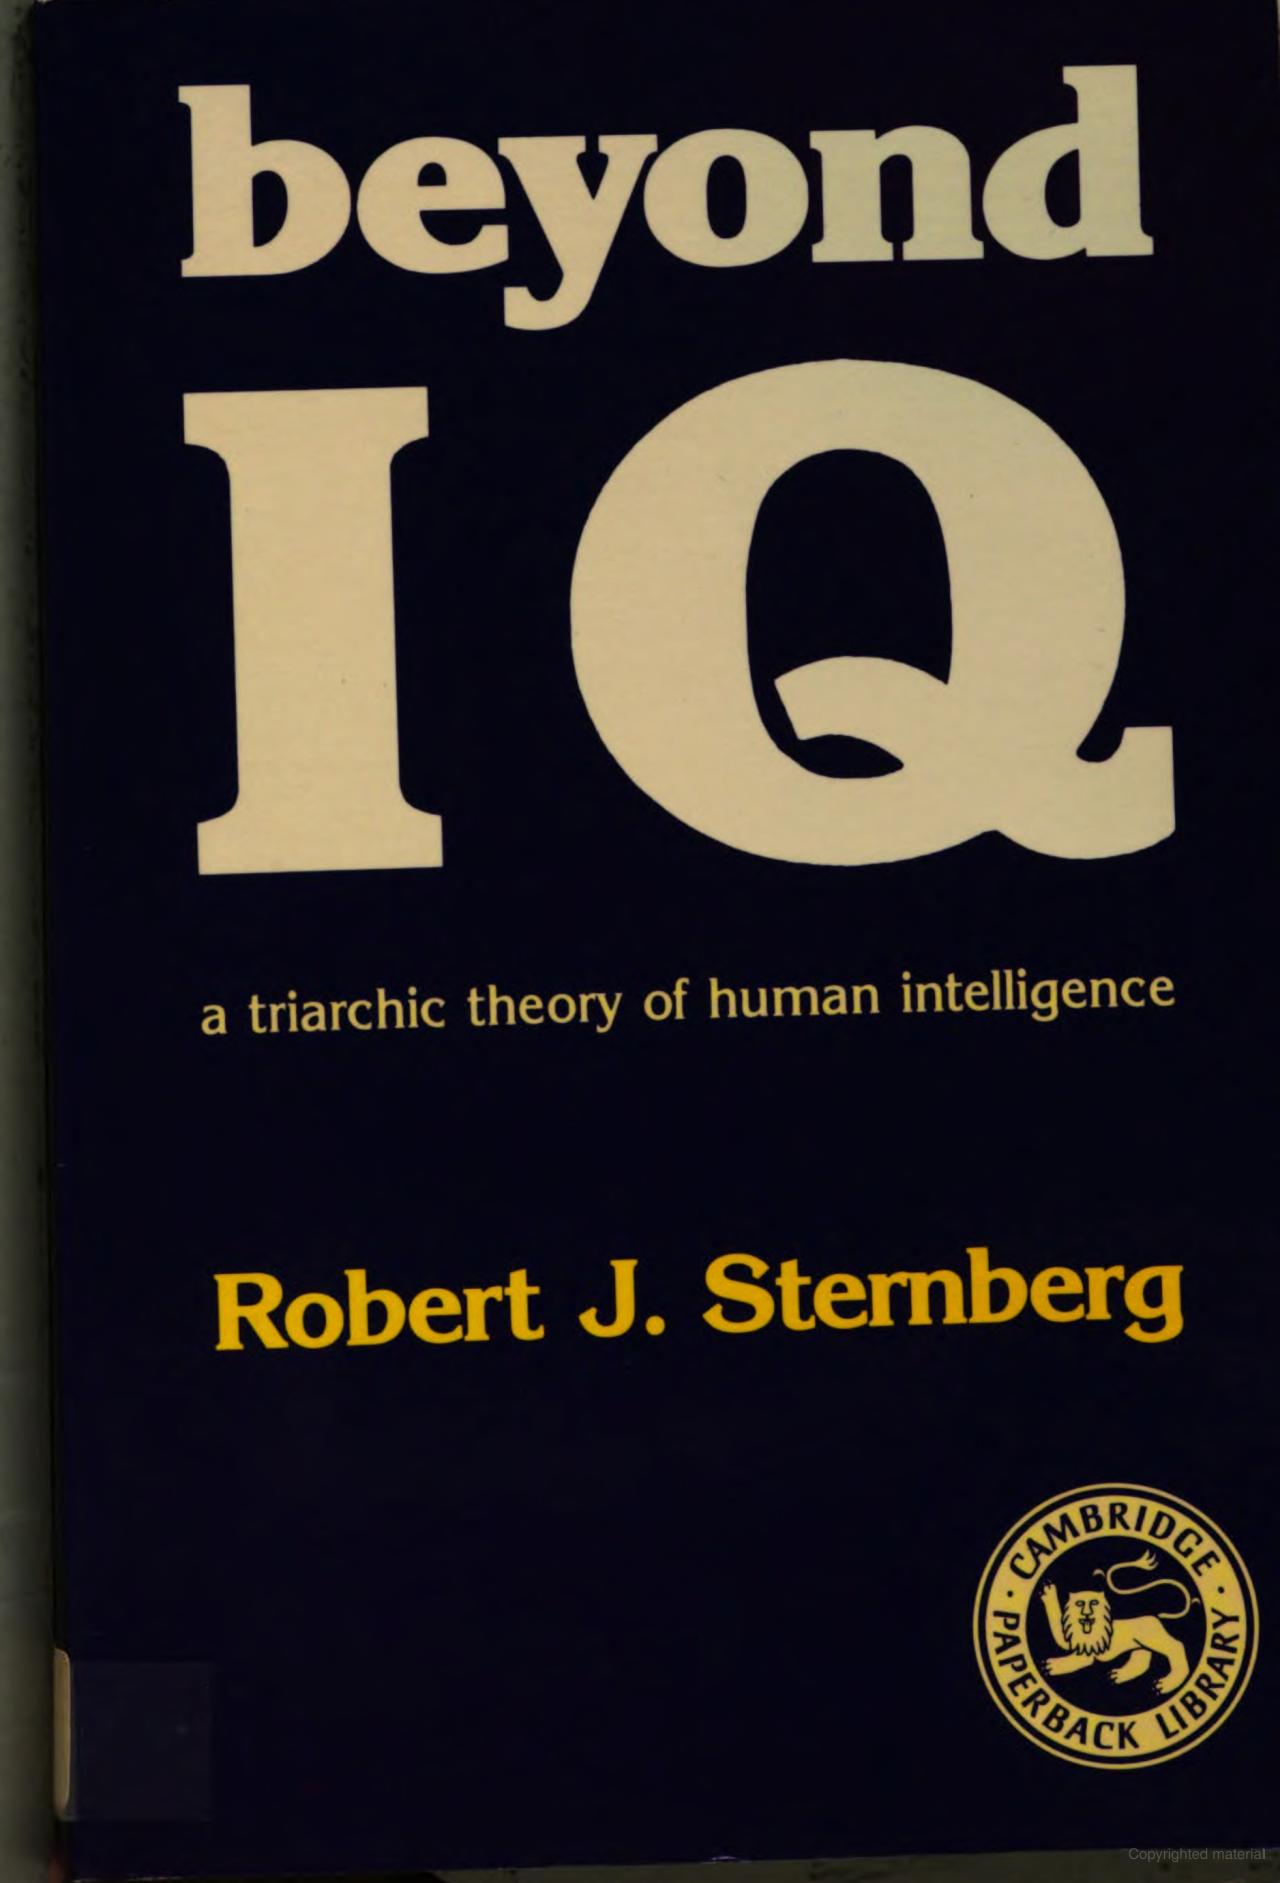 beyond
IQ
a triarchic theory of human intelligence
Robert J. Sternberg
· CAMBRIDGE ·
PAPERBACK LIBRARY
Copyrighted material